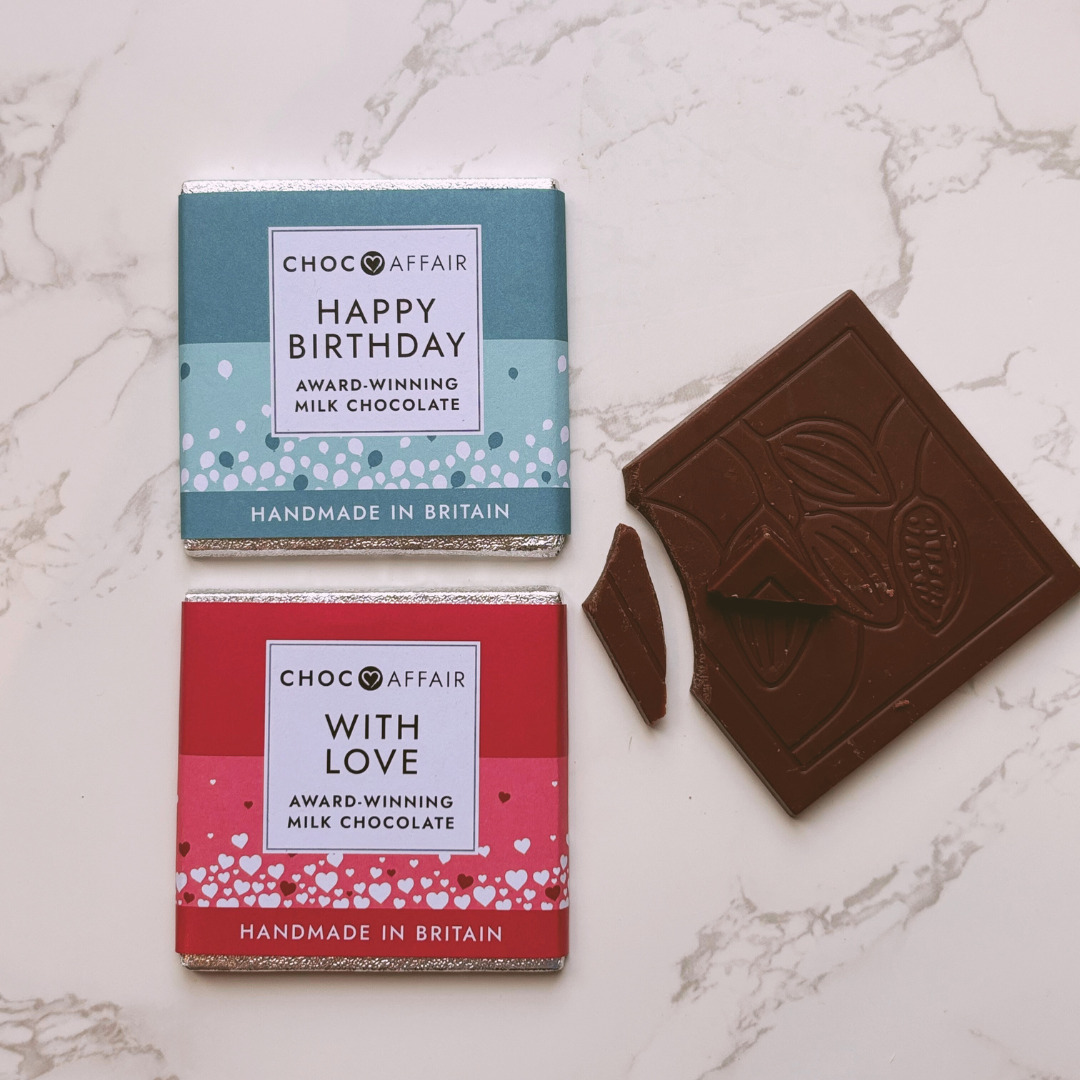 CHOC AFFAIR
HAPPY
BIRTHDAY
AWARD-WINNING
MILK CHOCOLATE
HANDMADE IN BRITAIN
CHOC AFFAIR
WITH
LOVE
AWARD-WINNING
MILK CHOCOLATE
HANDMADE IN BRITAIN